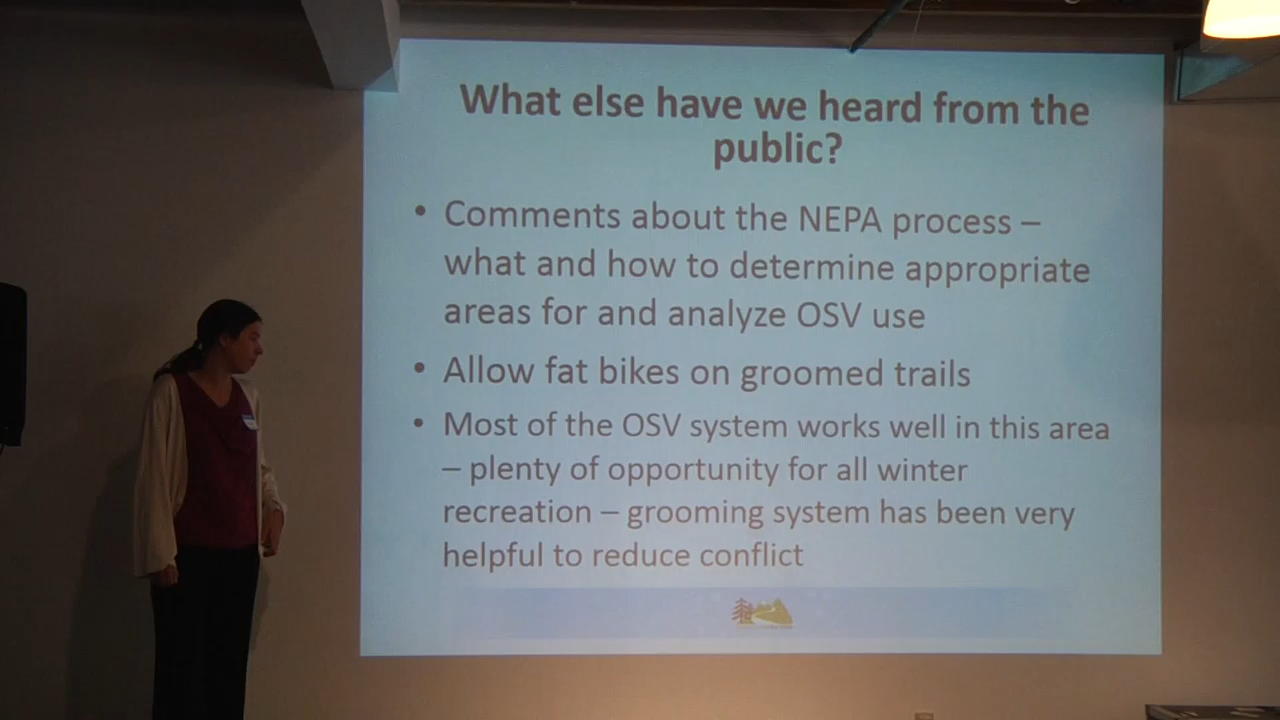 What else have we heard from the
public?
• Comments about the NEPA process –
what and how to determine appropriate
areas for and analyze OSV use
• Allow fat bikes on groomed trails
• Most of the OSV system works well in this area
– plenty of opportunity for all winter
recreation – grooming system has been very
helpful to reduce conflict